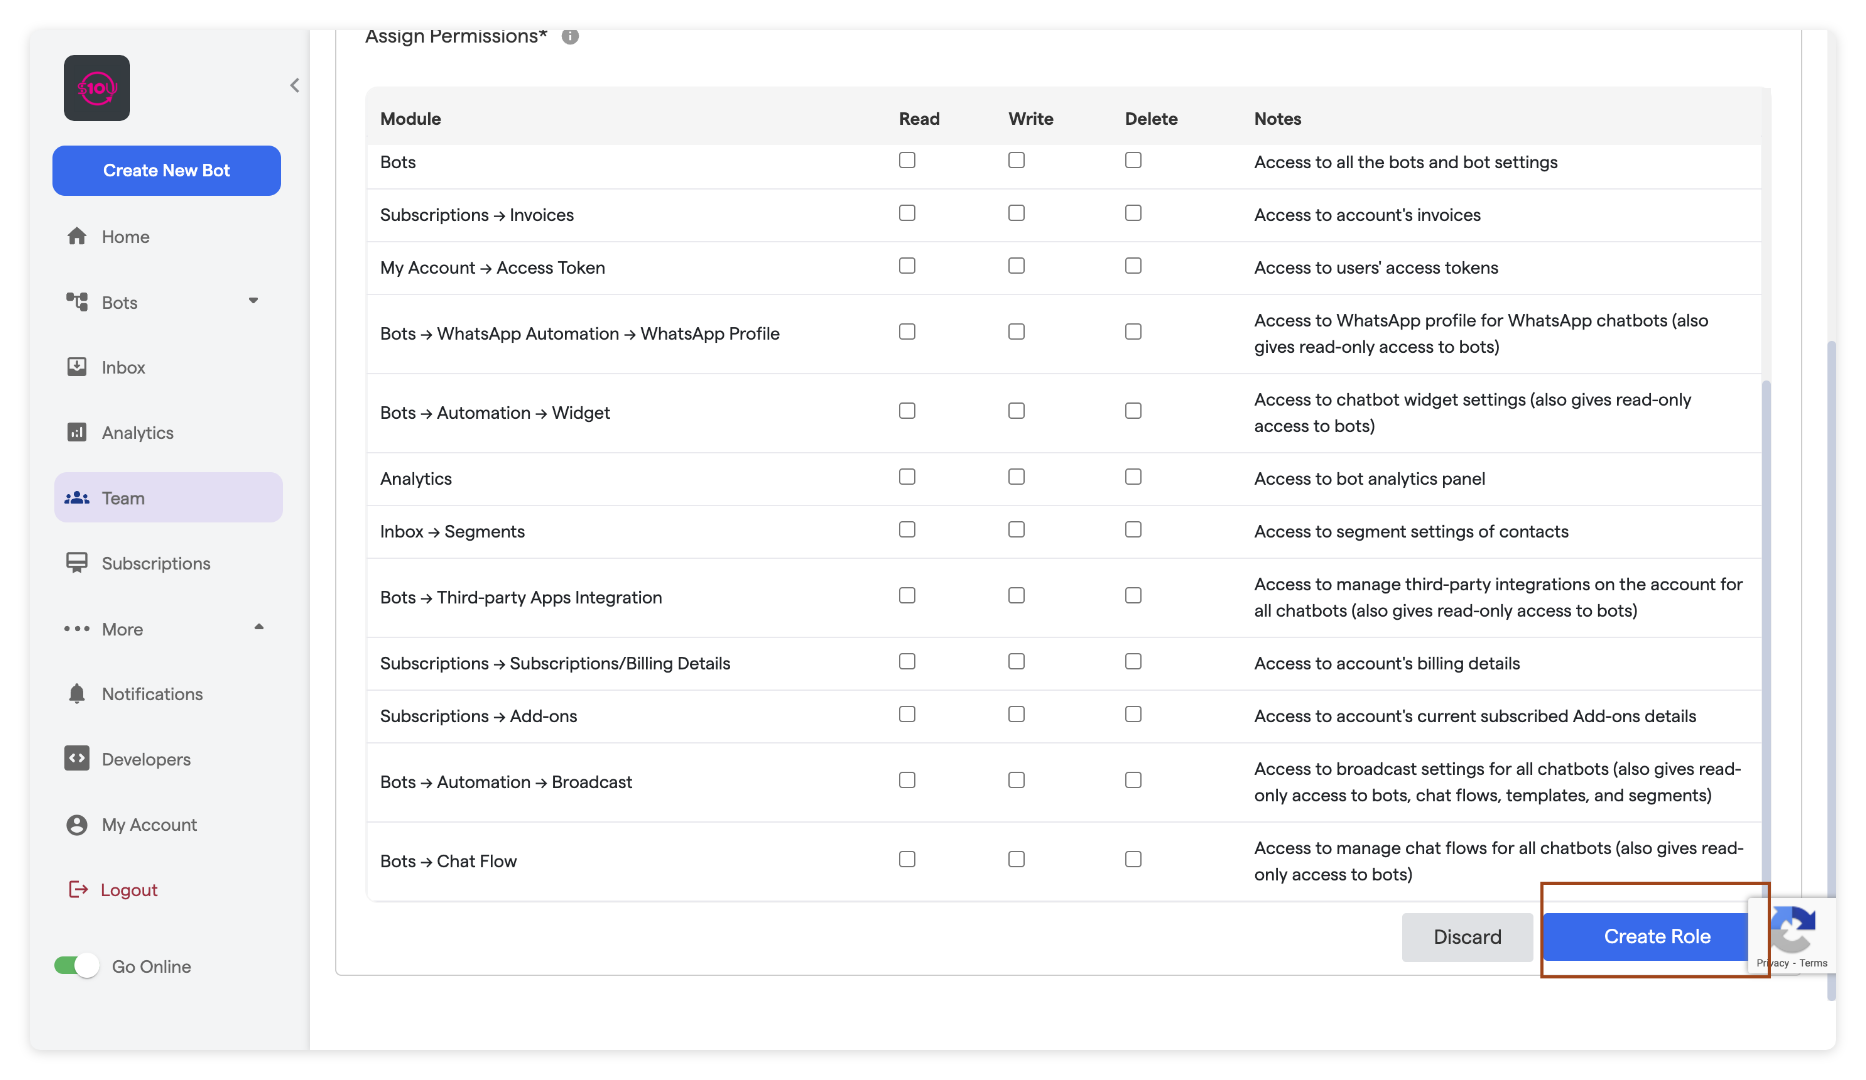 $10U
Create New Bot
Home
Bots
Inbox
Analytics
Team
Subscriptions
More
Notifications
Developers
My Account
Logout
Go Online
Assign Permissions*
Module Read Write Delete Notes
Bots Access to all the bots and bot settings
Subscriptions → Invoices Access to account's invoices
My Account → Access Token Access to users' access tokens
Bots → WhatsApp Automation → WhatsApp Profile Access to WhatsApp profile for WhatsApp chatbots (also
gives read-only access to bots)
Bots → Automation → Widget Access to chatbot widget settings (also gives read-only
access to bots)
Analytics Access to bot analytics panel
Inbox → Segments Access to segment settings of contacts
Bots → Third-party Apps Integration Access to manage third-party integrations on the account for
all chatbots (also gives read-only access to bots)
Subscriptions → Subscriptions/Billing Details Access to account's billing details
Subscriptions → Add-ons Access to account's current subscribed Add-ons details
Bots → Automation → Broadcast Access to broadcast settings for all chatbots (also gives read-
only access to bots, chat flows, templates, and segments)
Bots → Chat Flow Access to manage chat flows for all chatbots (also gives read-
only access to bots)
Discard Create Role
Privacy - Terms